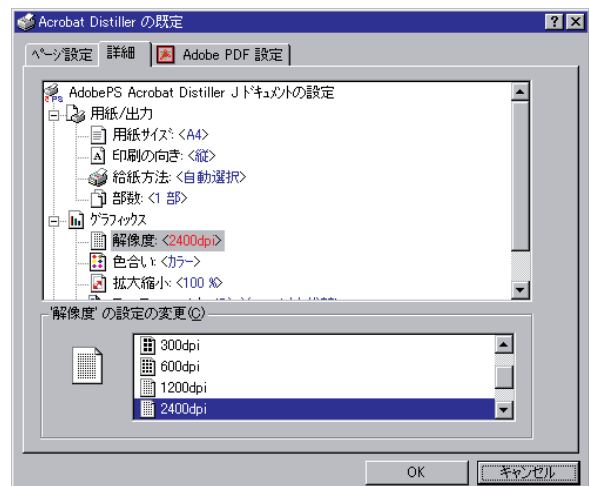 Acrobat Distiller の既定
ページ設定 詳細 Adobe PDF 設定
AdobePS Acrobat Distiller J ドキュメントの設定
用紙/出力
用紙サイズ: <A4>
印刷の向き: <縦>
給紙方法: <自動選択>
部数: <1 部>
グラフィックス
解像度: <2400dpi>
色合い: <カラー>
拡大縮小: <100 %>
'解像度' の設定の変更(C)
300dpi
600dpi
1200dpi
2400dpi
OK キャンセル